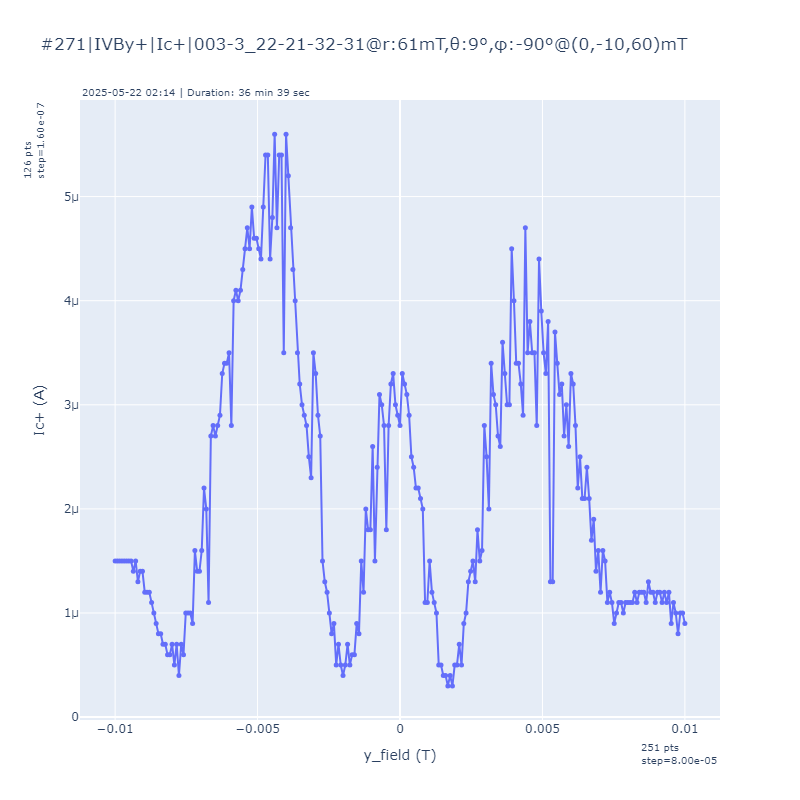 #271|IVBy+|Ic+|003-3_22-21-32-31@r:61mT,θ:9º,φ:-90º@(0,-10,60)mT
2025-05-22 02:14 | Duration: 36 min 39 sec
126 pts
step=1.60e-07
5μ
4μ
3μ
2μ
1μ
0
Ic+ (A)
−0.01
−0.005
0
0.005
0.01
y_field (T)
251 pts
step=8.00e-05